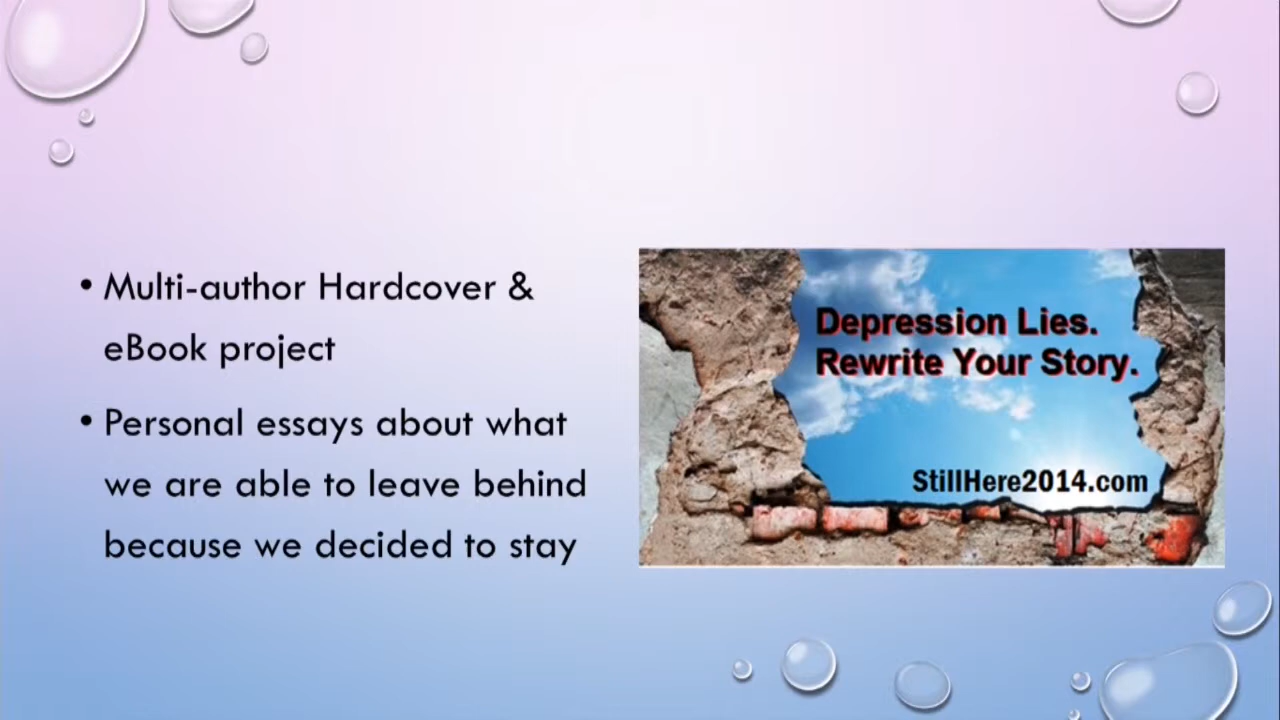 • Multi-author Hardcover &
eBook project
• Personal essays about what
we are able to leave behind
because we decided to stay
Depression Lies.
Rewrite Your Story.
StillHere2014.com